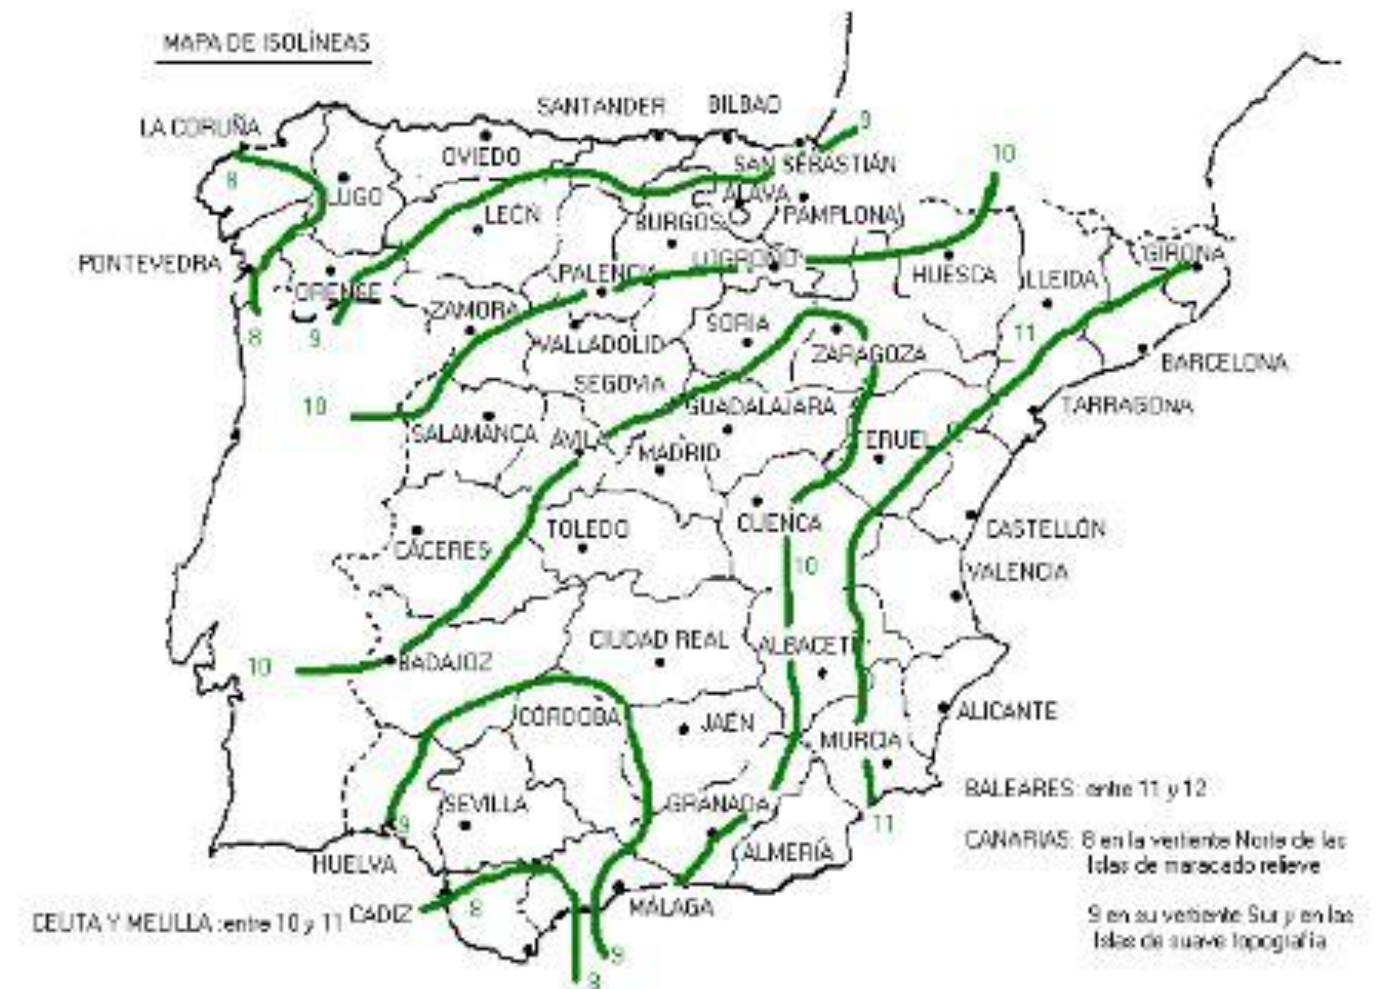 MAPA DE ISOLÍNEAS
SANTANDER
BILBAO
LA CORUÑA
9
OVIEDO
10
SAN SEBASTIÁN
8
LUGO
ALAVA
LEÓN
BURGOS
PAMPLONA
PONTEVEDRA
LOGROÑO
GIRONA
PALENCIA
HUESCA
LLEIDA
ORENSE
ZAMORA
SORIA
8
9
VALLADOLID
ZARAGOZA
11
BARCELONA
SEGOVIA
10
GUADALAJARA
TARRAGONA
SALAMANCA
ÁVILA
MADRID
TERUEL
CUENCA
TOLEDO
CASTELLÓN
CÁCERES
10
VALENCIA
CIUDAD REAL
ALBACETE
10
BADAJOZ
CÓRDOBA
JAÉN
ALICANTE
MURCIA
BALEARES: entre 11 y 12
SEVILLA
GRANADA
9
11
CANARIAS: 8 en la vertiente Norte de las
Islas de maracado relieve
HUELVA
ALMERÍA
9 en su vertiente Sur y en las
Islas de suave topografía
CEUTA Y MELILLA :entre 10 y 11
CADIZ
8
MÁLAGA
9
8